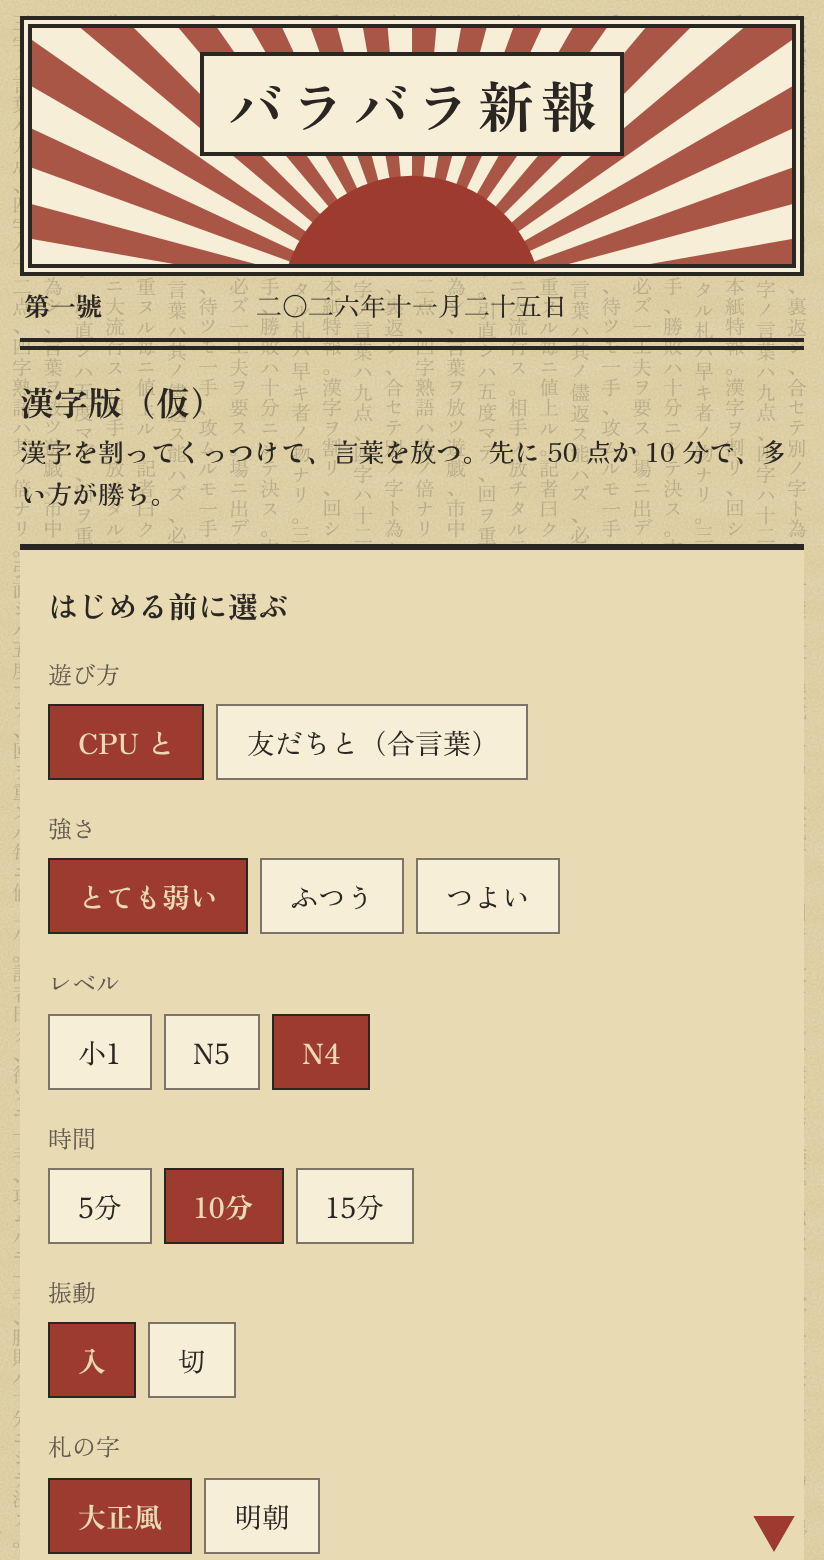 バラバラ新報
第一號
二〇二六年十一月二十五日
漢字版（仮）
漢字を割ってくっつけて、言葉を放つ。先に 50 点か 10 分で、多
い方が勝ち。
はじめる前に選ぶ
遊び方
CPU と
友だちと（合言葉）
強さ
とても弱い
ふつう
つよい
レベル
小1
N5
N4
時間
5分
10分
15分
振動
入
切
札の字
大正風
明朝